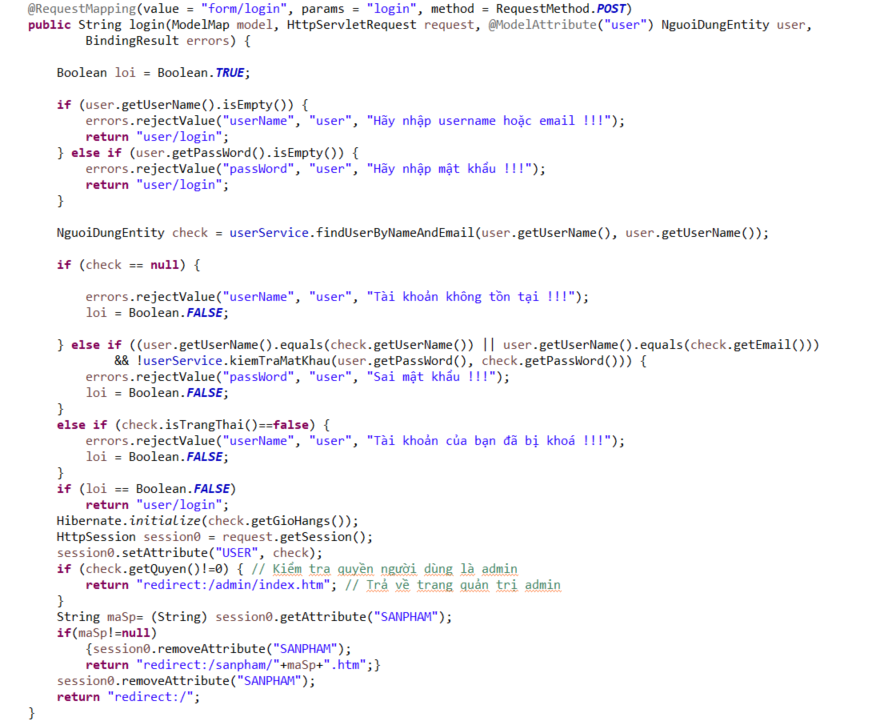 @RequestMapping(value = "form/login", params = "login", method = RequestMethod.POST)
public String login(ModelMap model, HttpServletRequest request, @ModelAttribute("user") NguoiDungEntity user,
BindingResult errors) {
Boolean loi = Boolean.TRUE;
if (user.getUserName().isEmpty()) {
errors.rejectValue("userName", "user", "Hãy nhập username hoặc email !!!");
return "user/login";
} else if (user.getPassWord().isEmpty()) {
errors.rejectValue("passWord", "user", "Hãy nhập mật khẩu !!!");
return "user/login";
}
NguoiDungEntity check = userService.findUserByNameAndEmail(user.getUserName(), user.getUserName());
if (check == null) {
errors.rejectValue("userName", "user", "Tài khoản không tồn tại !!!");
loi = Boolean.FALSE;
} else if ((user.getUserName().equals(check.getUserName()) || user.getUserName().equals(check.getEmail()))
&& !userService.kiemTraMatKhau(user.getPassWord(), check.getPassWord())) {
errors.rejectValue("passWord", "user", "Sai mật khẩu !!!");
loi = Boolean.FALSE;
}
else if (check.isTrangThai()==false) {
errors.rejectValue("userName", "user", "Tài khoản của bạn đã bị khoá !!!");
loi = Boolean.FALSE;
}
if (loi == Boolean.FALSE)
return "user/login";
Hibernate.initialize(check.getGioHangs());
HttpSession session0 = request.getSession();
session0.setAttribute("USER", check);
if (check.getQuyen()!=0) { // Kiểm tra quyền người dùng là admin
return "redirect:/admin/index.htm"; // Trả về trang quản trị admin
}
String maSp= (String) session0.getAttribute("SANPHAM");
if(maSp!=null)
{session0.removeAttribute("SANPHAM");
return "redirect:/sanpham/"+maSp+".htm";}
session0.removeAttribute("SANPHAM");
return "redirect:/";
}